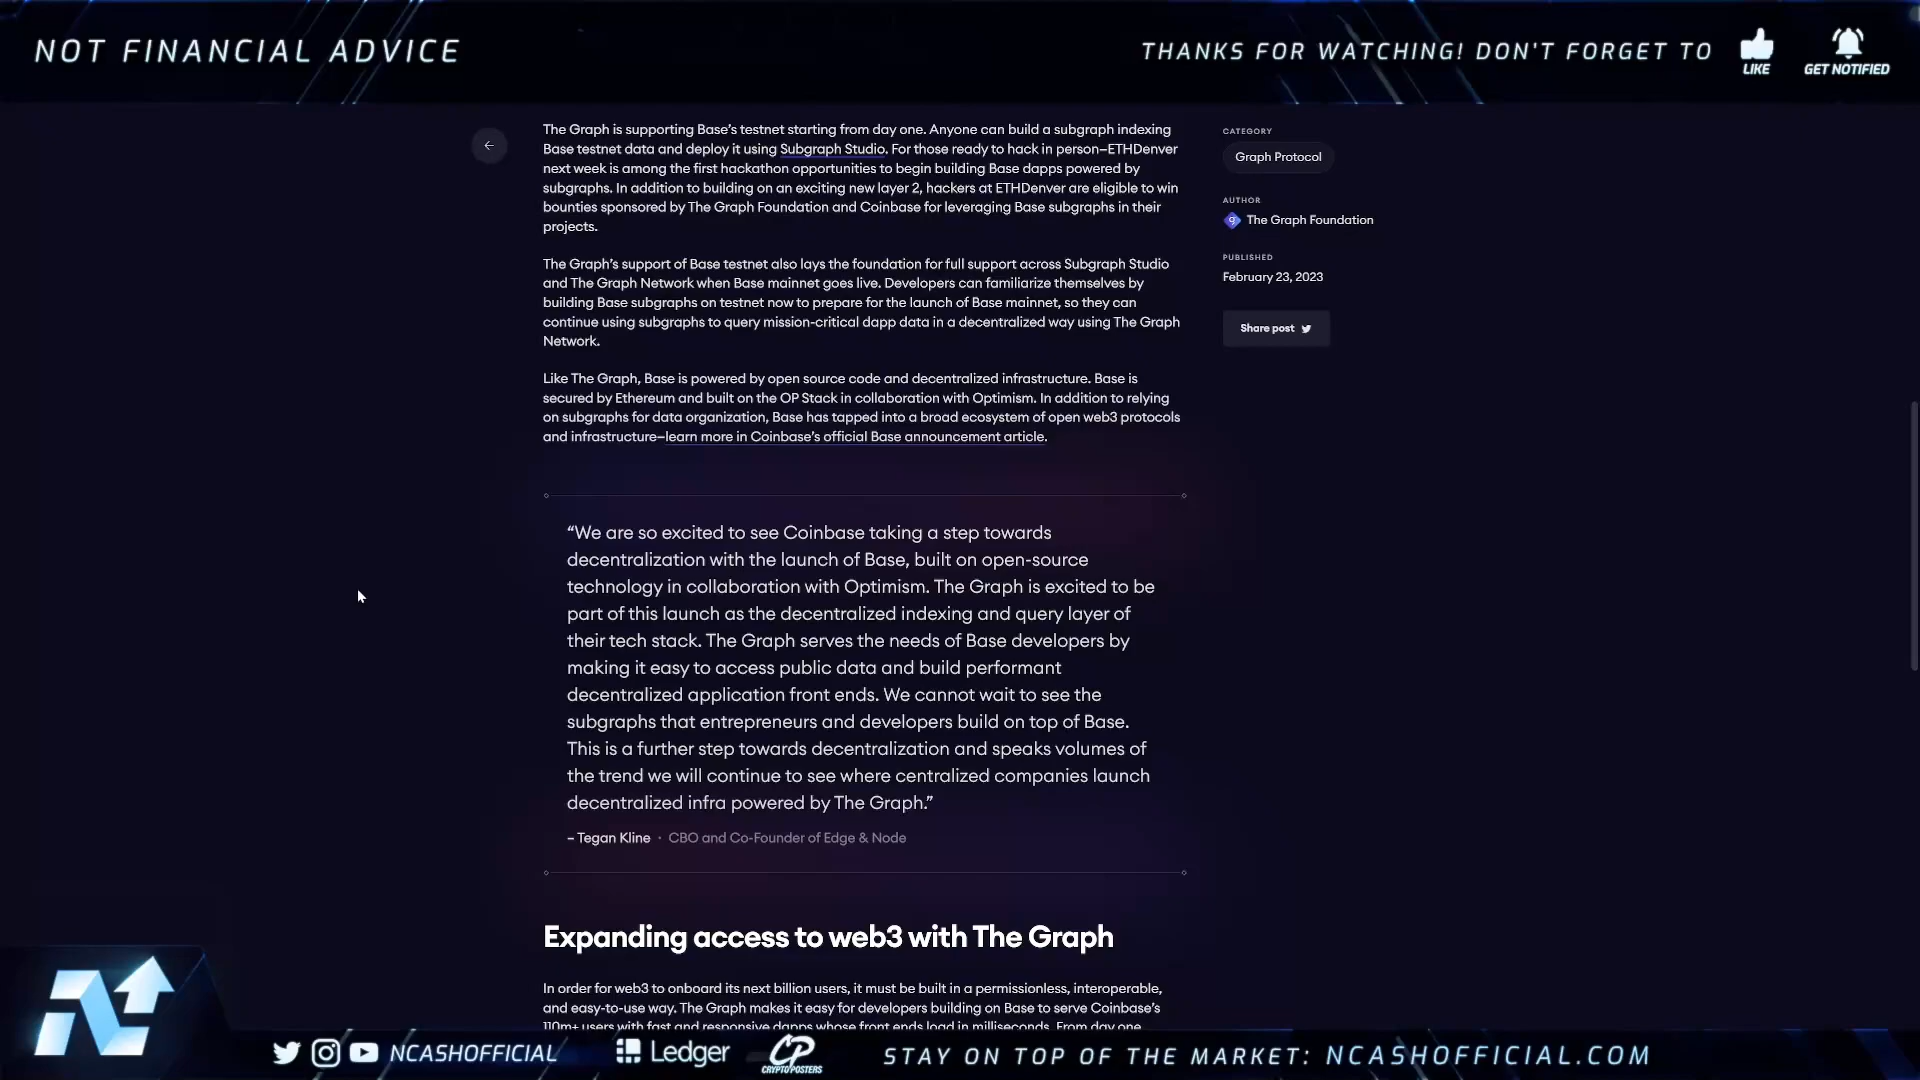 NOT FINANCIAL ADVICE
THANKS FOR WATCHING! DON'T FORGET TO
LIKE
GET NOTIFIED
The Graph is supporting Base's testnet starting from day one. Anyone can build a subgraph indexing
Base testnet data and deploy it using Subgraph Studio. For those ready to hack in person—ETHDenver
next week is among the first hackathon opportunities to begin building Base dapps powered by
subgraphs. In addition to building on an exciting new layer 2, hackers at ETHDenver are eligible to win
bounties sponsored by The Graph Foundation and Coinbase for leveraging Base subgraphs in their
projects.
The Graph's support of Base testnet also lays the foundation for full support across Subgraph Studio
and The Graph Network when Base mainnet goes live. Developers can familiarize themselves by
building Base subgraphs on testnet now to prepare for the launch of Base mainnet, so they can
continue using subgraphs to query mission-critical dapp data in a decentralized way using The Graph
Network.
Like The Graph, Base is powered by open source code and decentralized infrastructure. Base is
secured by Ethereum and built on the OP Stack in collaboration with Optimism. In addition to relying
on subgraphs for data organization, Base has tapped into a broad ecosystem of open web3 protocols
and infrastructure—learn more in Coinbase's official Base announcement article.
CATEGORY
Graph Protocol
AUTHOR
The Graph Foundation
PUBLISHED
February 23, 2023
Share post
“We are so excited to see Coinbase taking a step towards
decentralization with the launch of Base, built on open-source
technology in collaboration with Optimism. The Graph is excited to be
part of this launch as the decentralized indexing and query layer of
their tech stack. The Graph serves the needs of Base developers by
making it easy to access public data and build performant
decentralized application front ends. We cannot wait to see the
subgraphs that entrepreneurs and developers build on top of Base.
This is a further step towards decentralization and speaks volumes of
the trend we will continue to see where centralized companies launch
decentralized infra powered by The Graph.”
– Tegan Kline · CBO and Co-Founder of Edge & Node
Expanding access to web3 with The Graph
In order for web3 to onboard its next billion users, it must be built in a permissionless, interoperable,
and easy-to-use way. The Graph makes it easy for developers building on Base to serve Coinbase's
110m+ users with fast and responsive dapps whose front ends load in milliseconds. From day one
NCASHOFFICIAL
Ledger
CP
CRYPTOPOSTERS
STAY ON TOP OF THE MARKET: NCASHOFFICIAL.COM